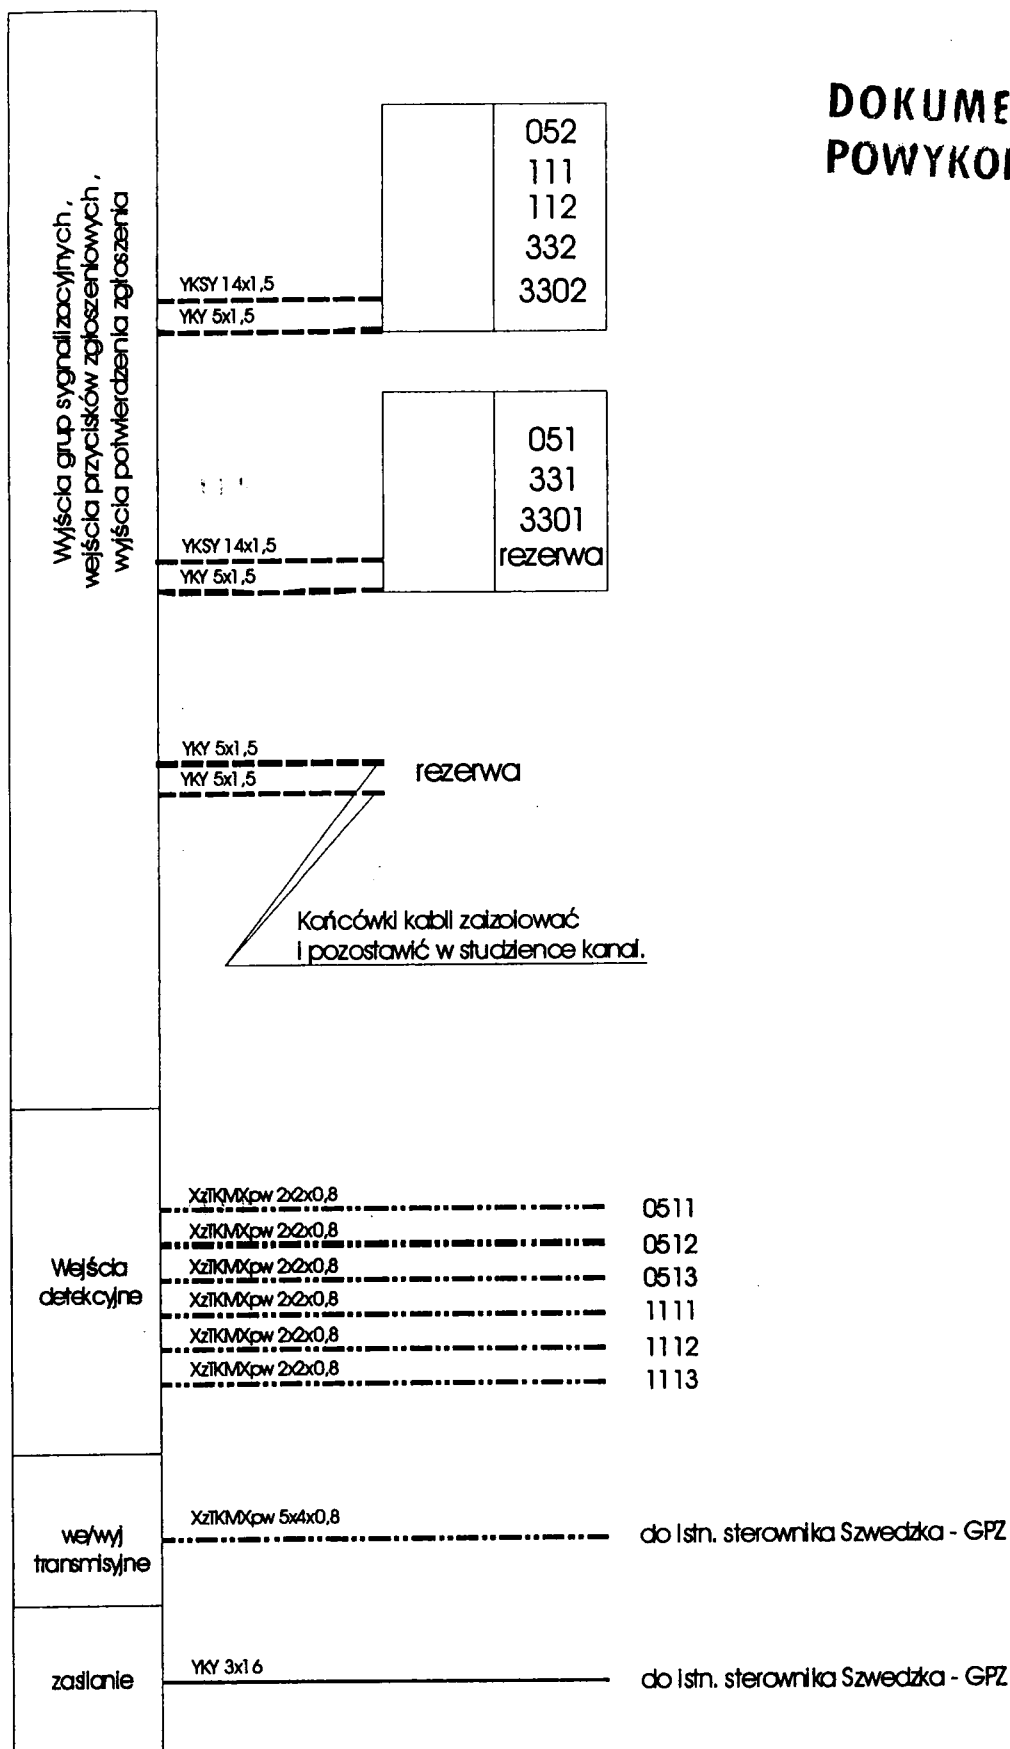 DOKUME
POWYKO
Wyjścia grup sygnalizacyjnych ,
wejścia przycisków zgłoszeniowych ,
wyjścia potwierdzenia zgłoszenia
YKSY 14x1,5
YKY 5x1,5
052
111
112
332
3302
YKSY 14x1,5
YKY 5x1,5
051
331
3301
rezerwa
YKY 5x1,5
YKY 5x1,5
rezerwa
Końcówki kabli zaizolować
i pozostawić w studzience kanal.
Wejścia
detekcyjne
XzTKMXpw 2x2x0,8
0511
XzTKMXpw 2x2x0,8
0512
XzTKMXpw 2x2x0,8
0513
XzTKMXpw 2x2x0,8
1111
XzTKMXpw 2x2x0,8
1112
XzTKMXpw 2x2x0,8
1113
we/wyj
transmisyjne
XzTKMXpw 5x4x0,8
do istn. sterownika Szwedzka - GPZ
zasilanie
YKY 3x16
do istn. sterownika Szwedzka - GPZ